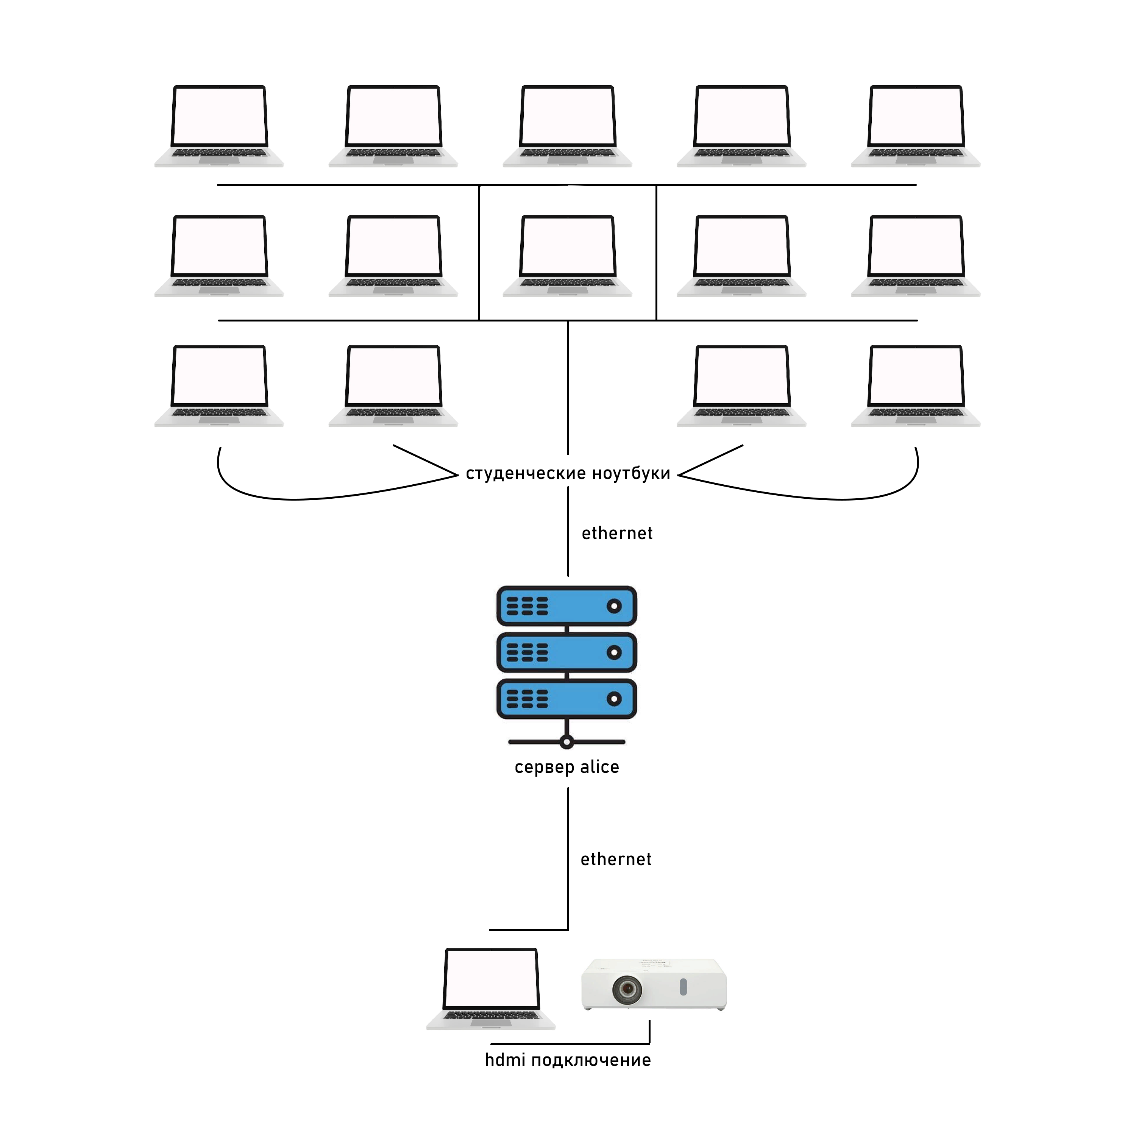 студенческие ноутбуки
ethernet
сервер alice
ethernet
hdmi подключение